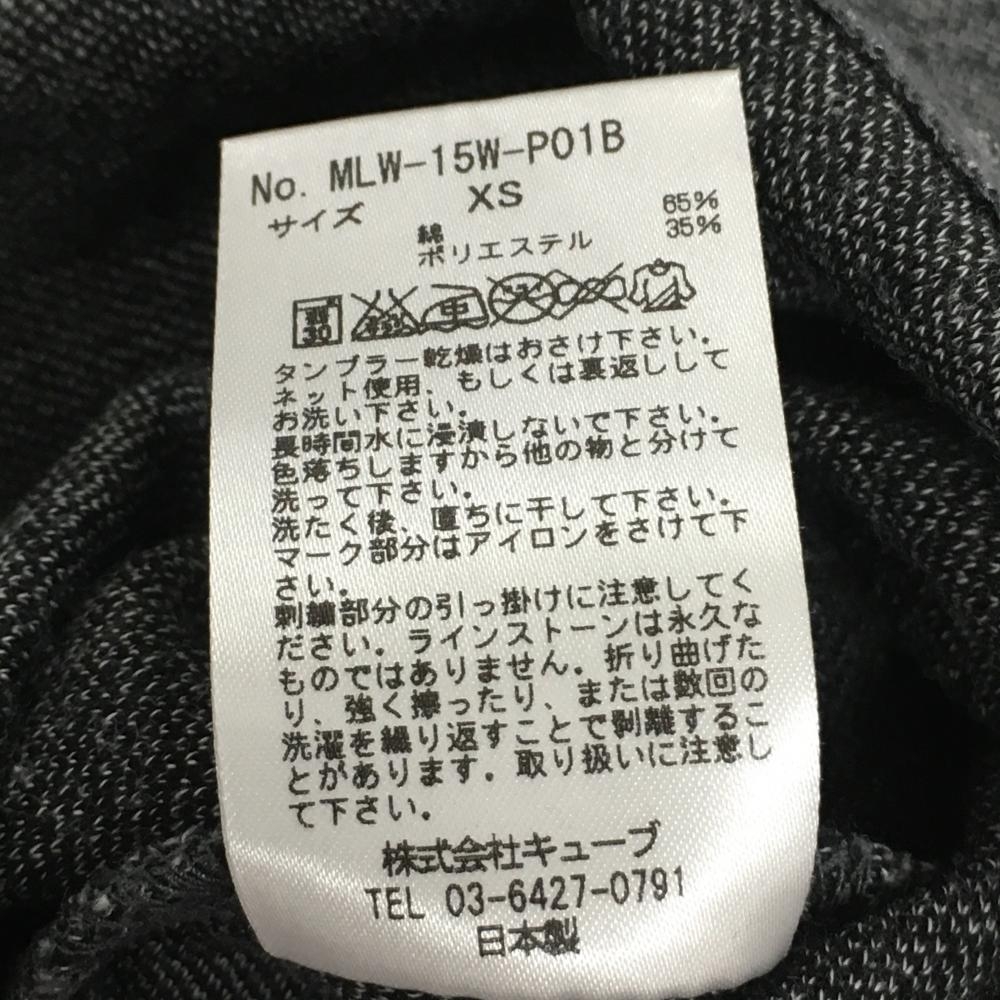 No. MLW-15W-P01B
サイズ XS
綿 65%
ポリエステル 35%
弱 30 中
タンブラー乾燥はおさけ下さい.
ネット使用、もしくは裏返しして
お洗い下さい.
長時間水に浸漬しないで下さい.
色落ちしますから他の物と分けて
洗って下さい.
洗たく後、直ちに干して下さい.
マーク部分はアイロンをさけて下
さい.
刺繍部分の引っ掛けに注意してく
ださい. ラインストーンは永久な
ものではありません. 折り曲げた
り、強く擦ったり、または数回の
洗濯を繰り返すことで剥離するこ
とがあります. 取り扱いに注意し
て下さい.
株式会社キューブ
TEL 03-6427-0791
日本製